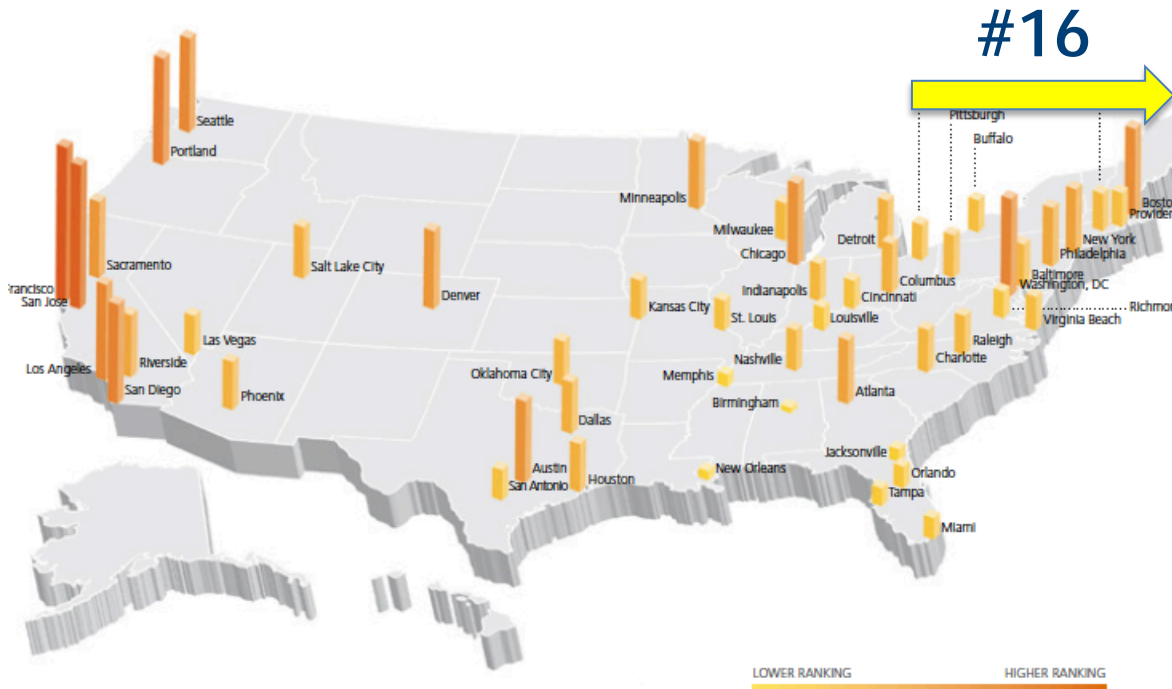 #16
Pittsburgh
Buffalo
Seattle
Portland
Minneapolis
Milwaukee
Chicago
Detroit
Boston
Providen
New York
Philadelphia
Baltimore
Washington, DC
Columbus
Cincinnati
Indianapolis
Sacramento
Salt Lake City
Denver
Francisco
San Jose
Kansas City
St. Louis
Louisville
Richmon
Virginia Beach
Raleigh
Charlotte
Nashville
Las Vegas
Riverside
Los Angeles
San Diego
Phoenix
Oklahoma City
Memphis
Atlanta
Birmingham
Dallas
Jacksonville
Austin
Houston
San Antonio
New Orleans
Orlando
Tampa
Miami
LOWER RANKING
HIGHER RANKING